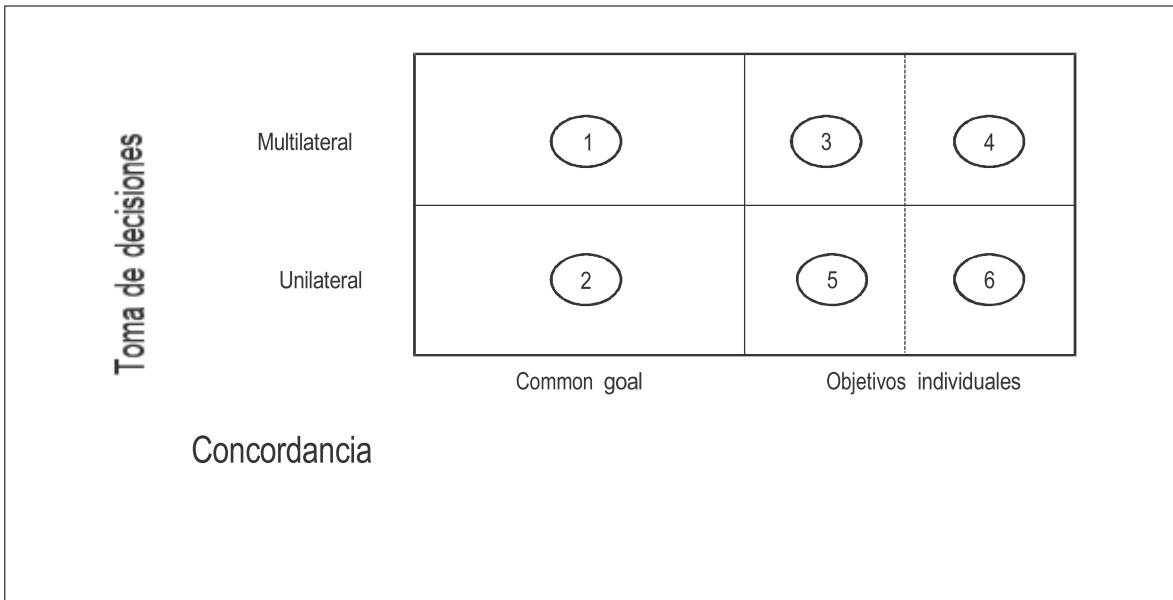 Toma de decisiones
Multilateral
1
3
4
Unilateral
2
5
6
Common goal
Objetivos individuales
Concordancia